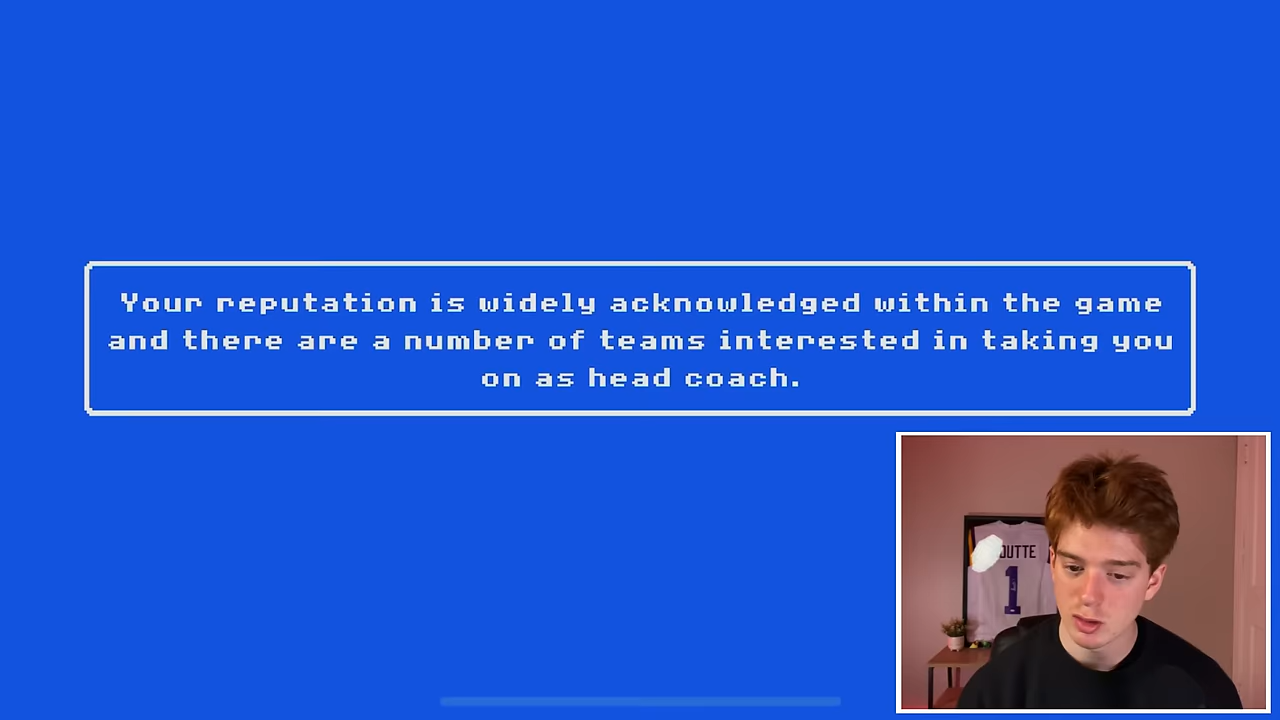 Your reputation is widely acknowledged within the game
and there are a number of teams interested in taking you
on as head coach.
1